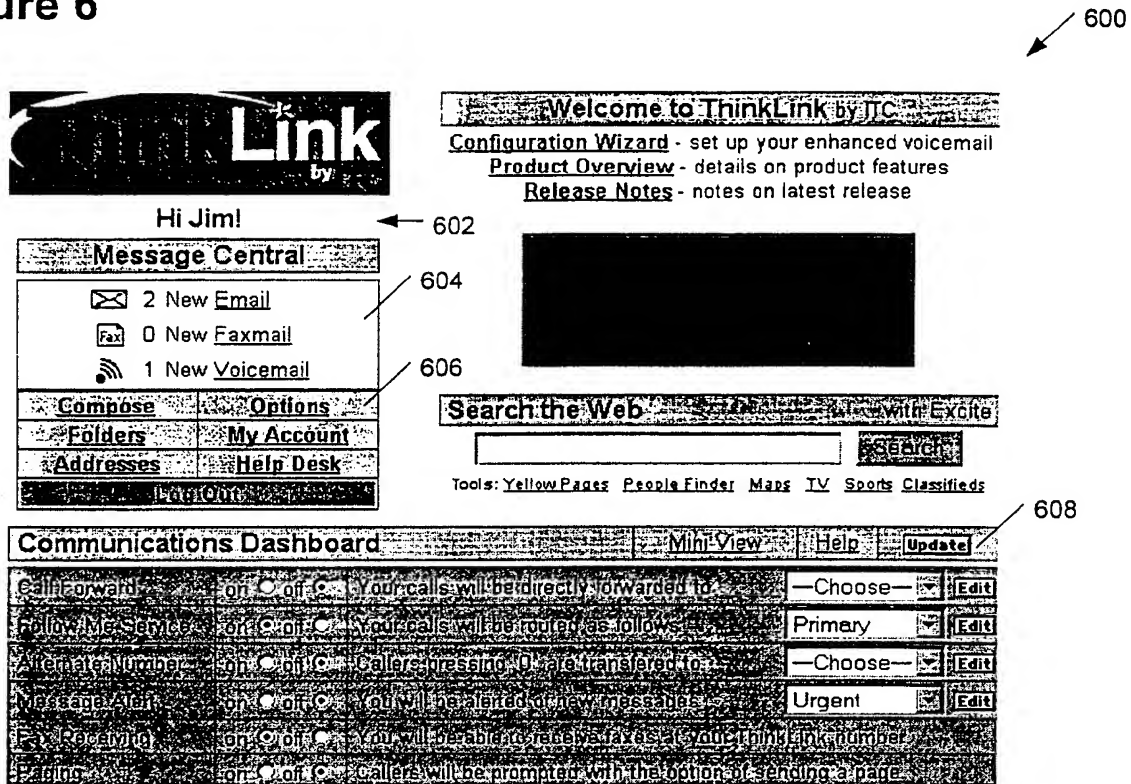 ure 6
600
ThinkLink
by
Welcome to ThinkLink by JTC
Configuration Wizard - set up your enhanced voicemail
Product Overview - details on product features
Release Notes - notes on latest release
Hi Jim!
602
Message Central
604
2 New Email
Fax 0 New Faxmail
1 New Voicemail
606
Compose Options
Folders My Account
Addresses Help Desk
Log Out
Search the Web with Excite
Search
Tools: Yellow Pages People Finder Maps TV Sports Classifieds
608
Communications Dashboard Mini View Help Update
Call Forward on off Your calls will be directly forwarded to: —Choose— Edit
Follow Me Service on off Your calls will be routed as follows: Primary Edit
Alternate Number on off Callers pressing '0' are transfered to: —Choose— Edit
Message Alert on off You will be alerted of new messages: Urgent Edit
Fax Receiving on off You will be able to receive faxes at your ThinkLink number
Paging on off Callers will be prompted with the option of sending a page